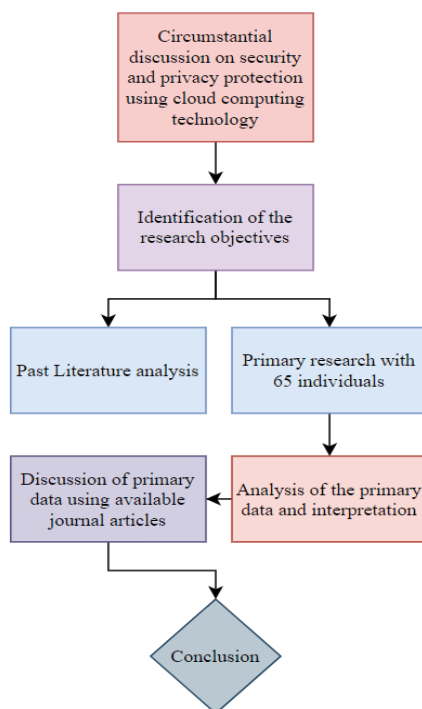 Circumstantial
discussion on security
and privacy protection
using cloud computing
technology
Identification of the
research objectives
Past Literature analysis
Primary research with
65 individuals
Discussion of primary
data using available
journal articles
Analysis of the primary
data and interpretation
Conclusion